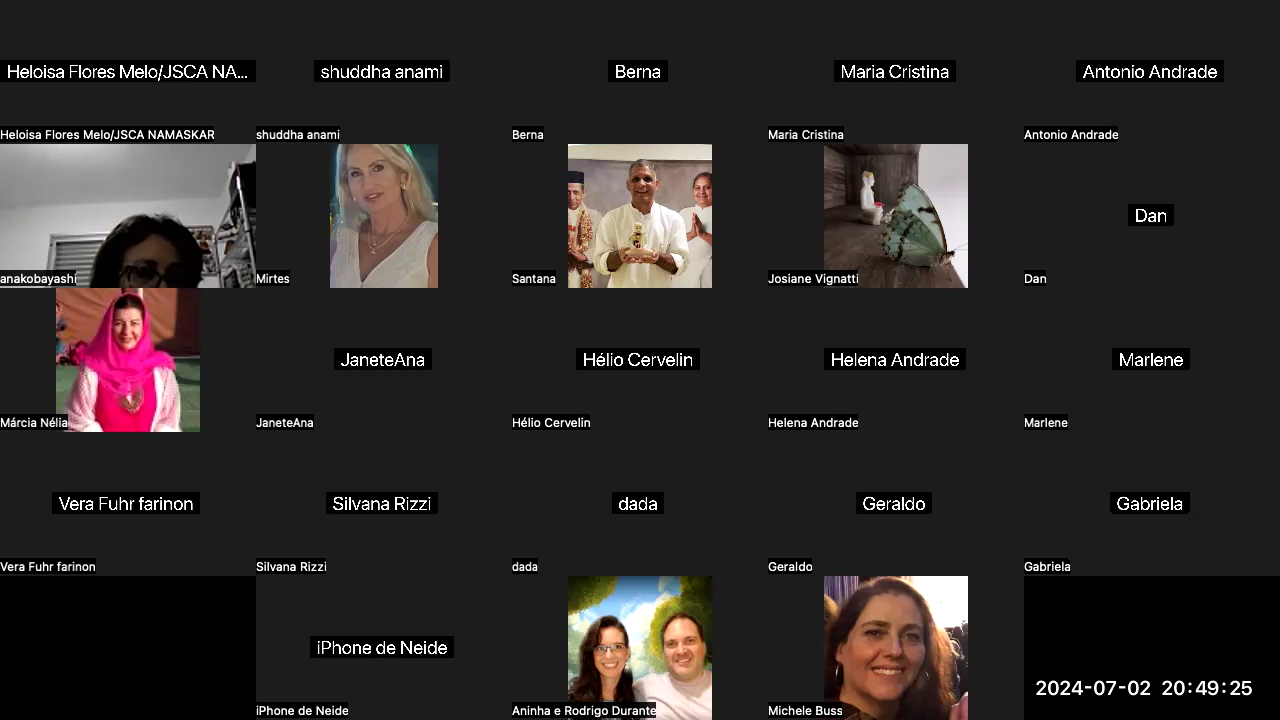 Heloisa Flores Melo/JSCA NA...
shuddha anami
Berna
Maria Cristina
Antonio Andrade
Heloisa Flores Melo/JSCA NAMASKAR
shuddha anami
Berna
Maria Cristina
Antonio Andrade
Dan
anakobayashi
Mirtes
Santana
Josiane Vignatti
Dan
JaneteAna
Hélio Cervelin
Helena Andrade
Marlene
Márcia Nélia
JaneteAna
Hélio Cervelin
Helena Andrade
Marlene
Vera Fuhr farinon
Silvana Rizzi
dada
Geraldo
Gabriela
Vera Fuhr farinon
Silvana Rizzi
dada
Geraldo
Gabriela
iPhone de Neide
2024-07-02 20:49:25
iPhone de Neide
Aninha e Rodrigo Durante
Michele Buss